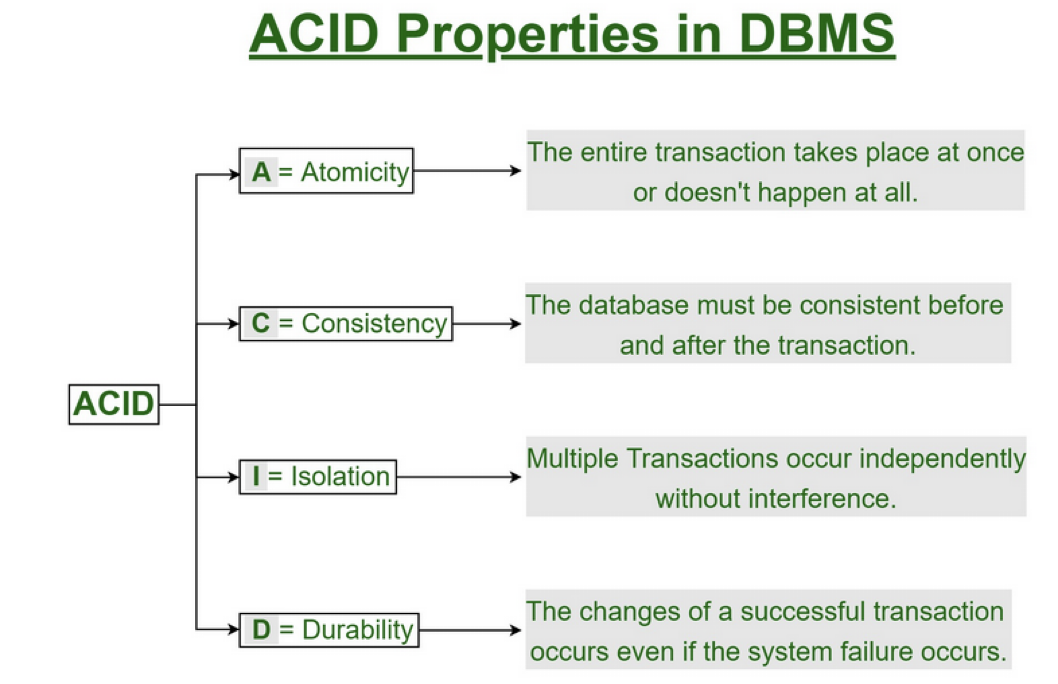 ACID Properties in DBMS
A = Atomicity
The entire transaction takes place at once
or doesn't happen at all.
C = Consistency
The database must be consistent before
and after the transaction.
ACID
I = Isolation
Multiple Transactions occur independently
without interference.
D = Durability
The changes of a successful transaction
occurs even if the system failure occurs.